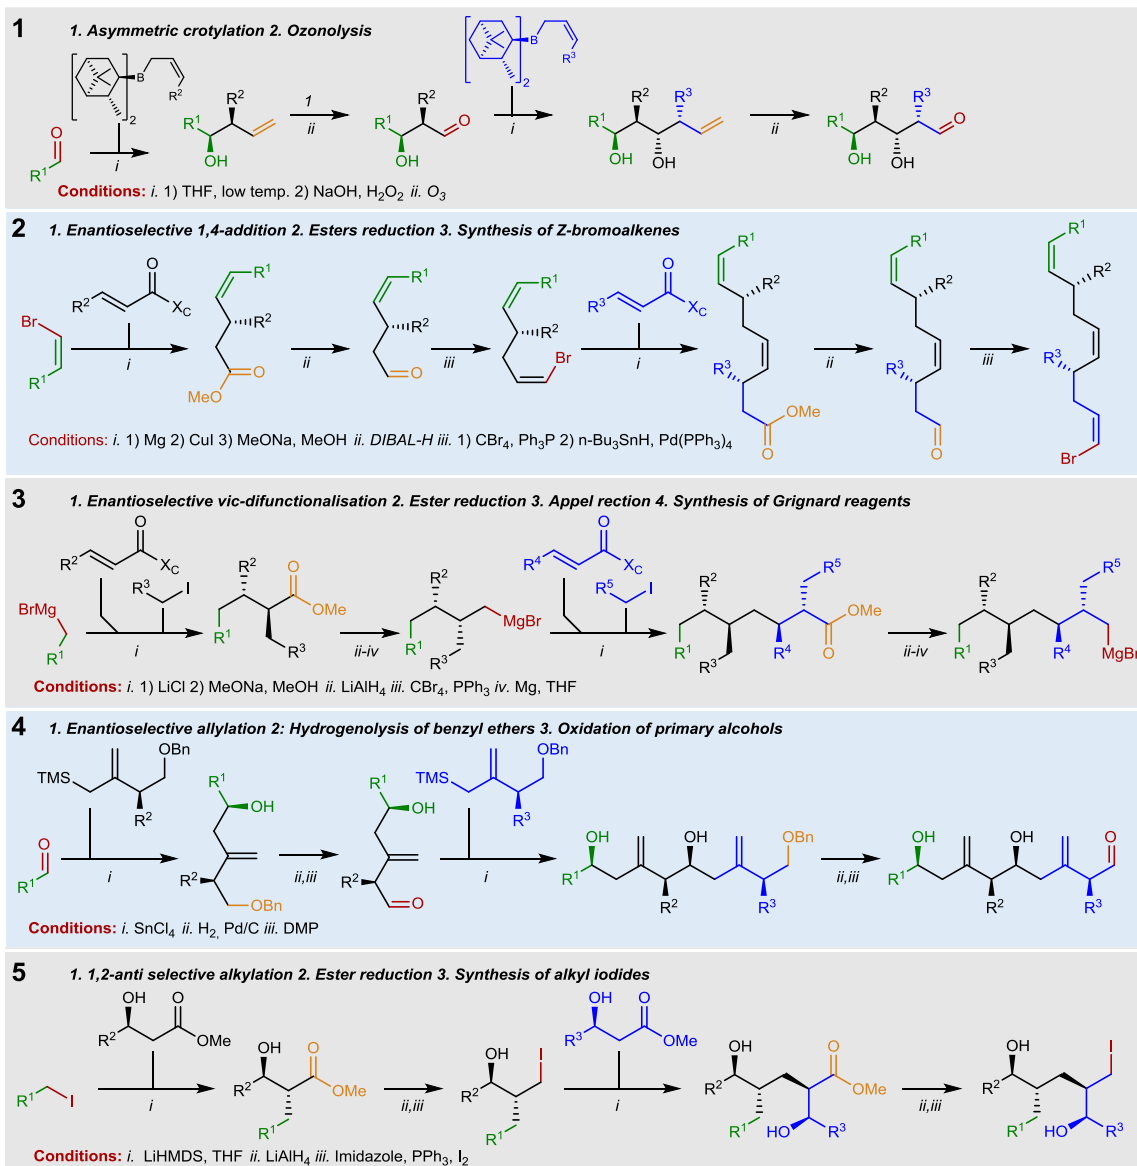 1 1. Asymmetric crotylation 2. Ozonolysis
B R² 2
B R³ 2
O R¹ i
R² R¹ OH
1 ii
R² R¹ O HO
i
R² R³ R¹ OH OH
ii
R² R³ R¹ O OH OH
Conditions: i. 1) THF, low temp. 2) NaOH, H₂O₂ ii. O₃
2 1. Enantioselective 1,4-addition 2. Esters reduction 3. Synthesis of Z-bromoalkenes
O R² X_C
Br R¹ i
R¹ R² O MeO
ii
R¹ R² O
iii
R¹ R² Br
O R³ X_C
i
R¹ R² R³ OMe O
ii
R¹ R² R³ O
iii
R¹ R² R³ Br
Conditions: i. 1) Mg 2) CuI 3) MeONa, MeOH ii. DIBAL-H iii. 1) CBr₄, Ph₃P 2) n-Bu₃SnH, Pd(PPh₃)₄
3 1. Enantioselective vic-difunctionalisation 2. Ester reduction 3. Appel rection 4. Synthesis of Grignard reagents
O R² X_C
R³ I
BrMg R¹ i
R² O OMe R¹ R³
ii-iv
R² MgBr R¹ R³
O R⁴ X_C
R⁵ I
i
R² R⁵ OMe O R¹ R³ R⁴
ii-iv
R² R⁵ R¹ R³ R⁴ MgBr
Conditions: i. 1) LiCl 2) MeONa, MeOH ii. LiAlH₄ iii. CBr₄, PPh₃ iv. Mg, THF
4 1. Enantioselective allylation 2: Hydrogenolysis of benzyl ethers 3. Oxidation of primary alcohols
OBn TMS R²
O R¹ i
R¹ OH R² OBn
ii,iii
R¹ OH R² O
OBn TMS R³
i
OH OH OBn R¹ R² R³
ii,iii
OH OH O R¹ R² R³
Conditions: i. SnCl₄ ii. H₂, Pd/C iii. DMP
5 1. 1,2-anti selective alkylation 2. Ester reduction 3. Synthesis of alkyl iodides
OH O R² OMe
R¹ I i
OH O R² OMe R¹
ii,iii
OH I R² R¹
OH O R³ OMe
i
OH O R² OMe R¹ HO R³
ii,iii
OH I R² R¹ HO R³
Conditions: i. LiHMDS, THF ii. LiAlH₄ iii. Imidazole, PPh₃, I₂